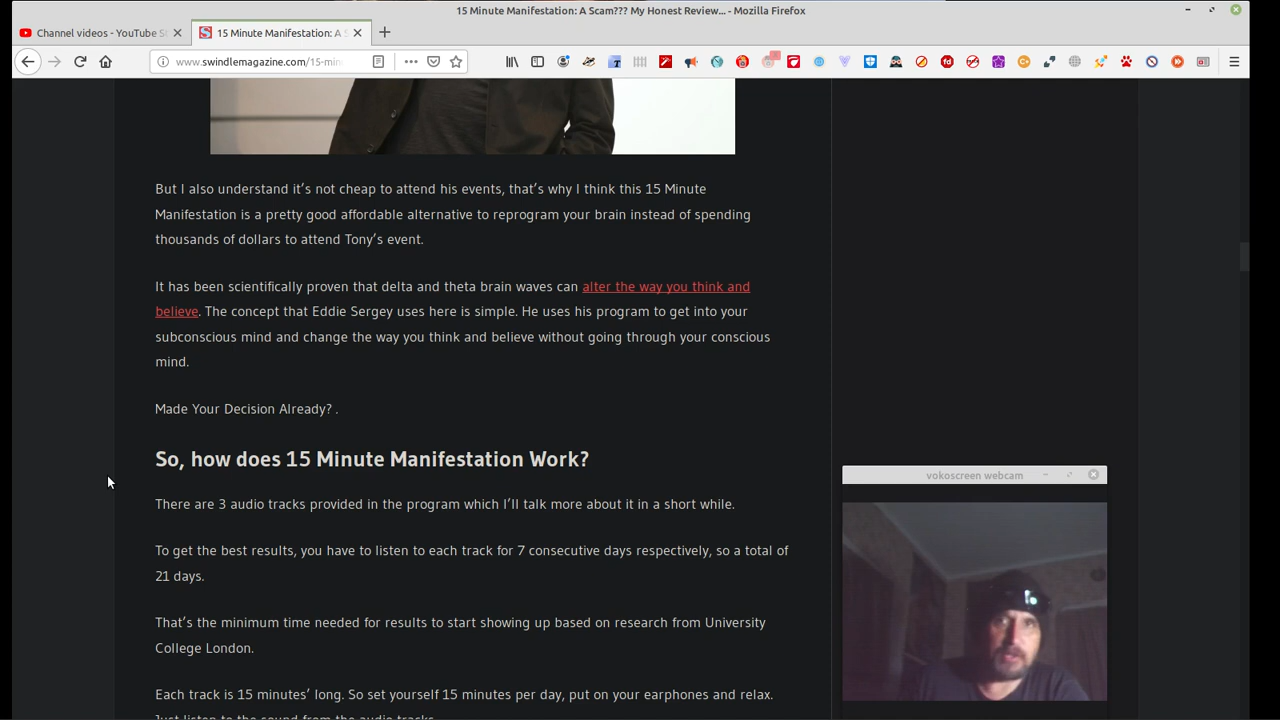 15 Minute Manifestation: A Scam??? My Honest Review... - Mozilla Firefox
Channel videos - YouTube S
15 Minute Manifestation: A S
www.swindlemagazine.com/15-min
But I also understand it’s not cheap to attend his events, that’s why I think this 15 Minute
Manifestation is a pretty good affordable alternative to reprogram your brain instead of spending
thousands of dollars to attend Tony’s event.
It has been scientifically proven that delta and theta brain waves can alter the way you think and
believe. The concept that Eddie Sergey uses here is simple. He uses his program to get into your
subconscious mind and change the way you think and believe without going through your conscious
mind.
Made Your Decision Already? .
So, how does 15 Minute Manifestation Work?
vokoscreen webcam
There are 3 audio tracks provided in the program which I’ll talk more about it in a short while.
To get the best results, you have to listen to each track for 7 consecutive days respectively, so a total of
21 days.
That’s the minimum time needed for results to start showing up based on research from University
College London.
Each track is 15 minutes’ long. So set yourself 15 minutes per day, put on your earphones and relax.
Just listen to the sound from the audio tracks.